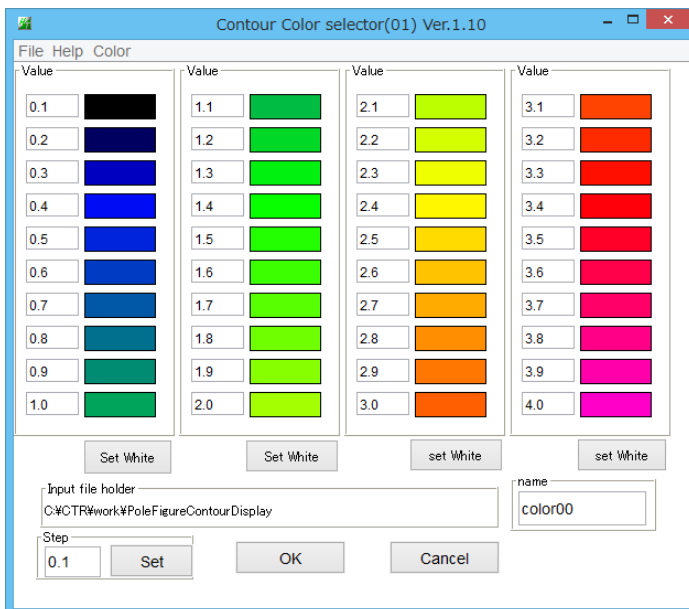 Contour Color selector(01) Ver.1.10
File Help Color
Value Value Value Value
0.1 1.1 2.1 3.1
0.2 1.2 2.2 3.2
0.3 1.3 2.3 3.3
0.4 1.4 2.4 3.4
0.5 1.5 2.5 3.5
0.6 1.6 2.6 3.6
0.7 1.7 2.7 3.7
0.8 1.8 2.8 3.8
0.9 1.9 2.9 3.9
1.0 2.0 3.0 4.0
Set White Set White set White set White
Input file holder
C:¥CTR¥work¥PoleFigureContourDisplay
name
color00
Step
0.1 Set OK Cancel